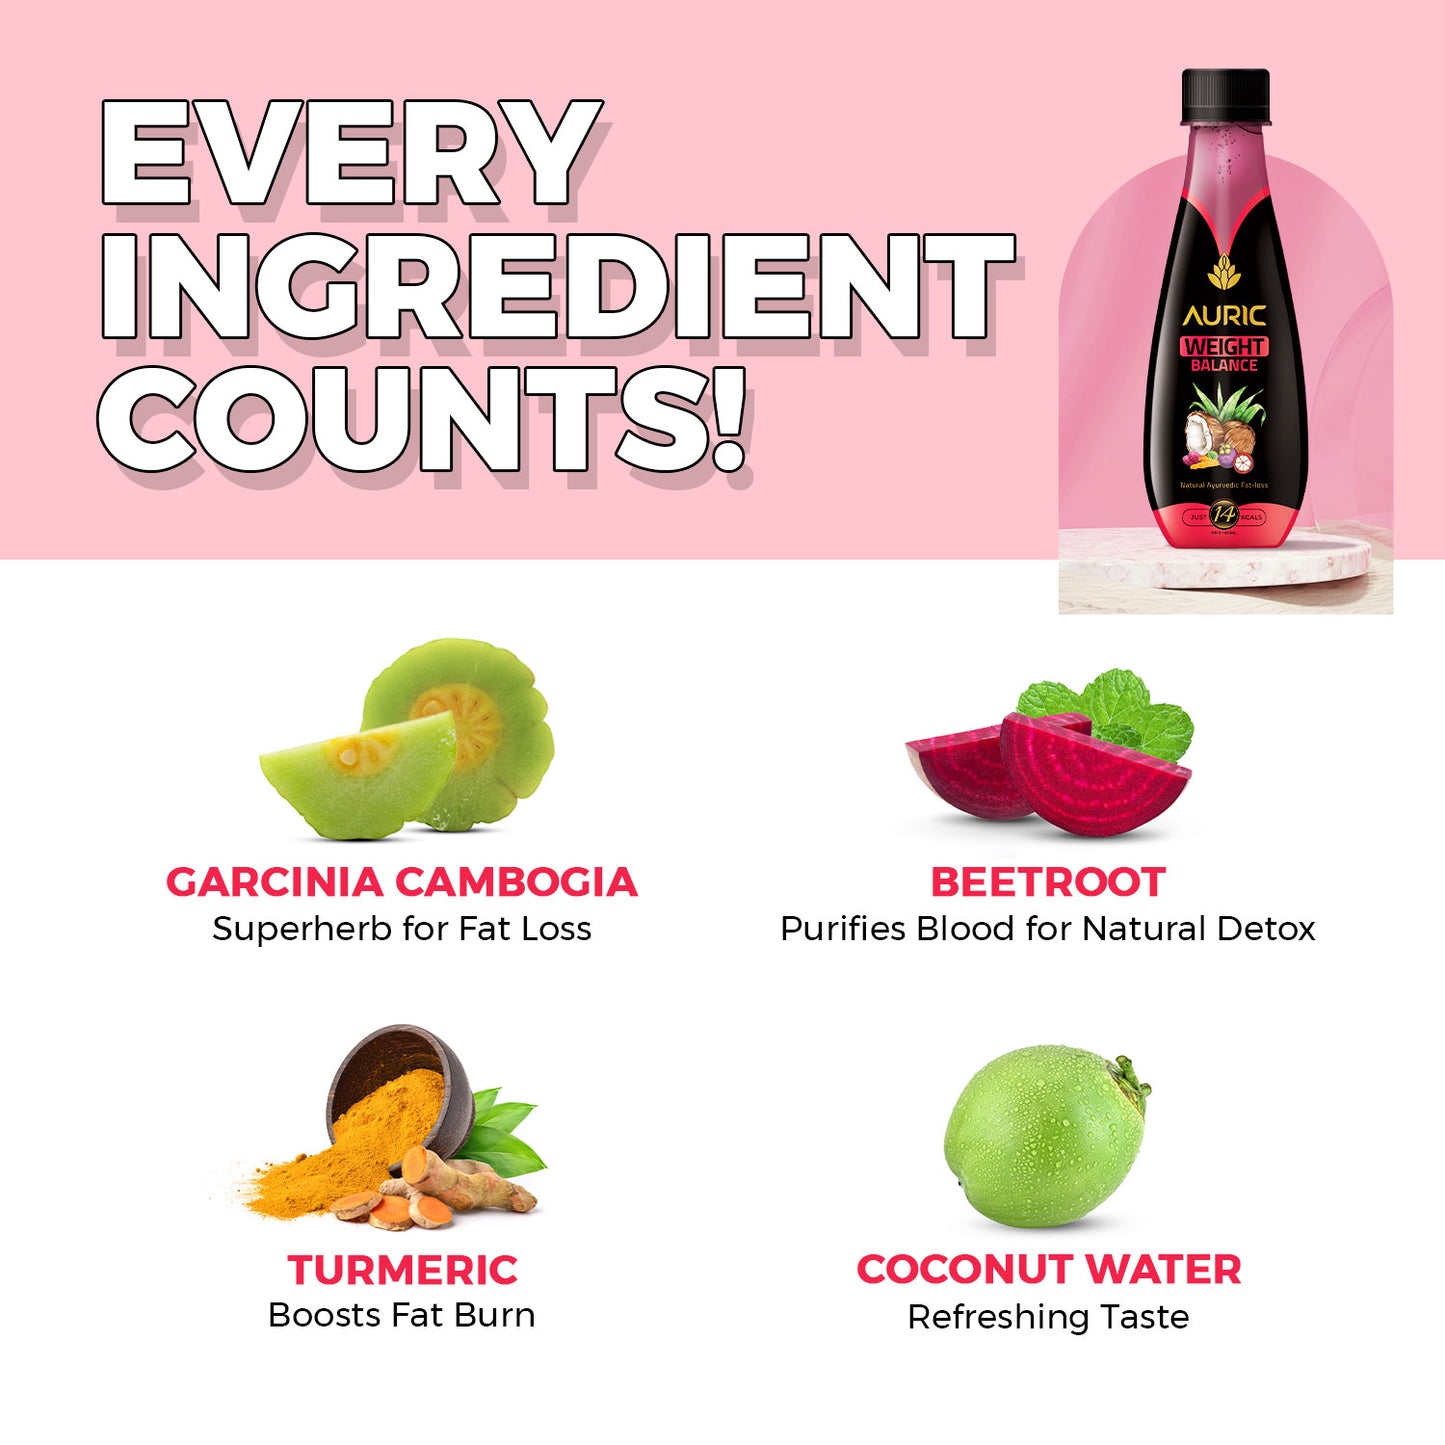 EVERY
INGREDIENT
COUNTS!
AURIC
WEIGHT
BALANCE
Natural Ayurvedic Fat-loss
JUST 14 KCALS
GARCINIA CAMBOGIA
Superherb for Fat Loss
BEETROOT
Purifies Blood for Natural Detox
TURMERIC
Boosts Fat Burn
COCONUT WATER
Refreshing Taste